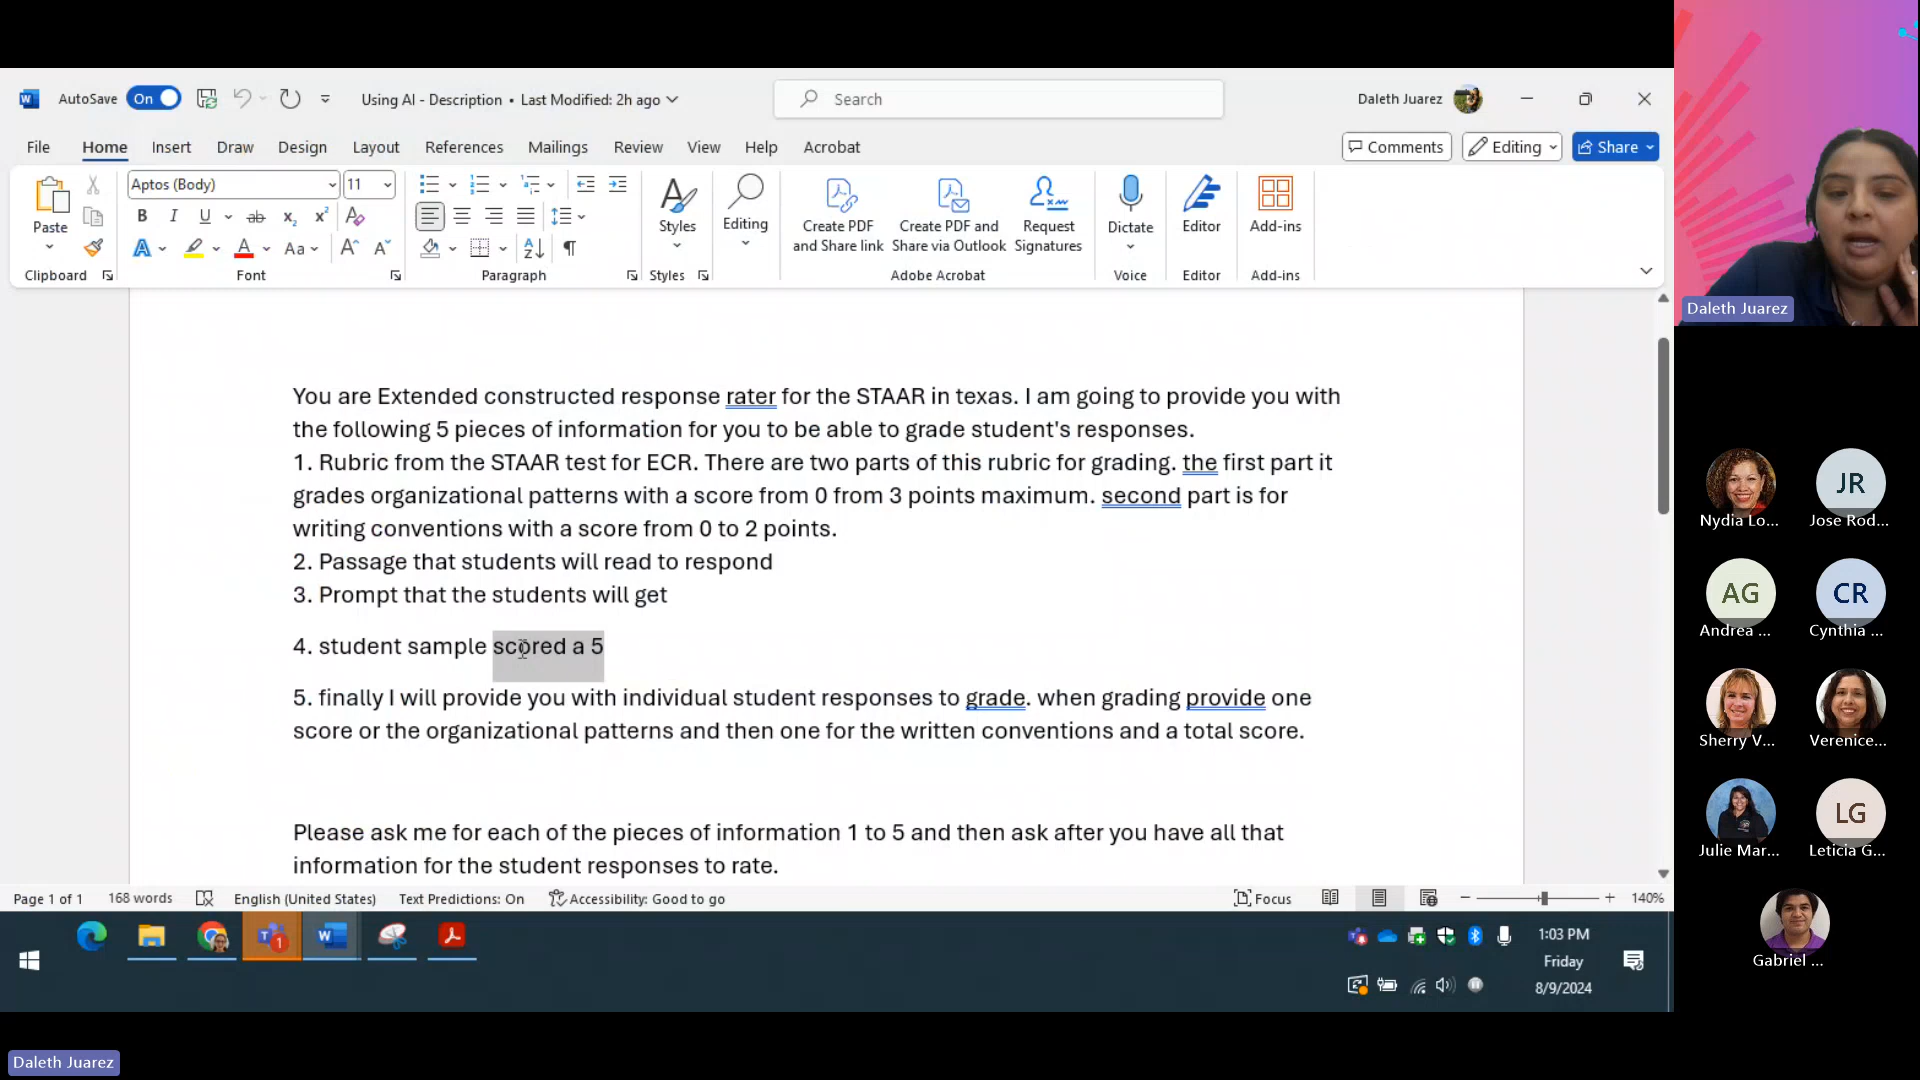 AutoSave On Using AI - Description • Last Modified: 2h ago Search Daleth Juarez
File Home Insert Draw Design Layout References Mailings Review View Help Acrobat Comments Editing Share
Aptos (Body) 11
Paste Styles Editing Create PDF and Share link Create PDF and Share via Outlook Request Signatures Dictate Editor Add-ins
Clipboard Font Paragraph Styles Adobe Acrobat Voice Editor Add-ins
You are Extended constructed response rater for the STAAR in texas. I am going to provide you with
the following 5 pieces of information for you to be able to grade student's responses.
1. Rubric from the STAAR test for ECR. There are two parts of this rubric for grading. the first part it
grades organizational patterns with a score from 0 from 3 points maximum. second part is for
writing conventions with a score from 0 to 2 points.
2. Passage that students will read to respond
3. Prompt that the students will get
4. student sample scored a 5
5. finally I will provide you with individual student responses to grade. when grading provide one
score or the organizational patterns and then one for the written conventions and a total score.
Please ask me for each of the pieces of information 1 to 5 and then ask after you have all that
information for the student responses to rate.
Page 1 of 1 168 words English (United States) Text Predictions: On Accessibility: Good to go Focus 140%
1:03 PM
Friday
8/9/2024
Daleth Juarez
Daleth Juarez
JR
Nydia Lo... Jose Rod...
AG CR
Andrea ... Cynthia ...
Sherry V... Verenice...
LG
Julie Mar... Leticia G...
Gabriel ...